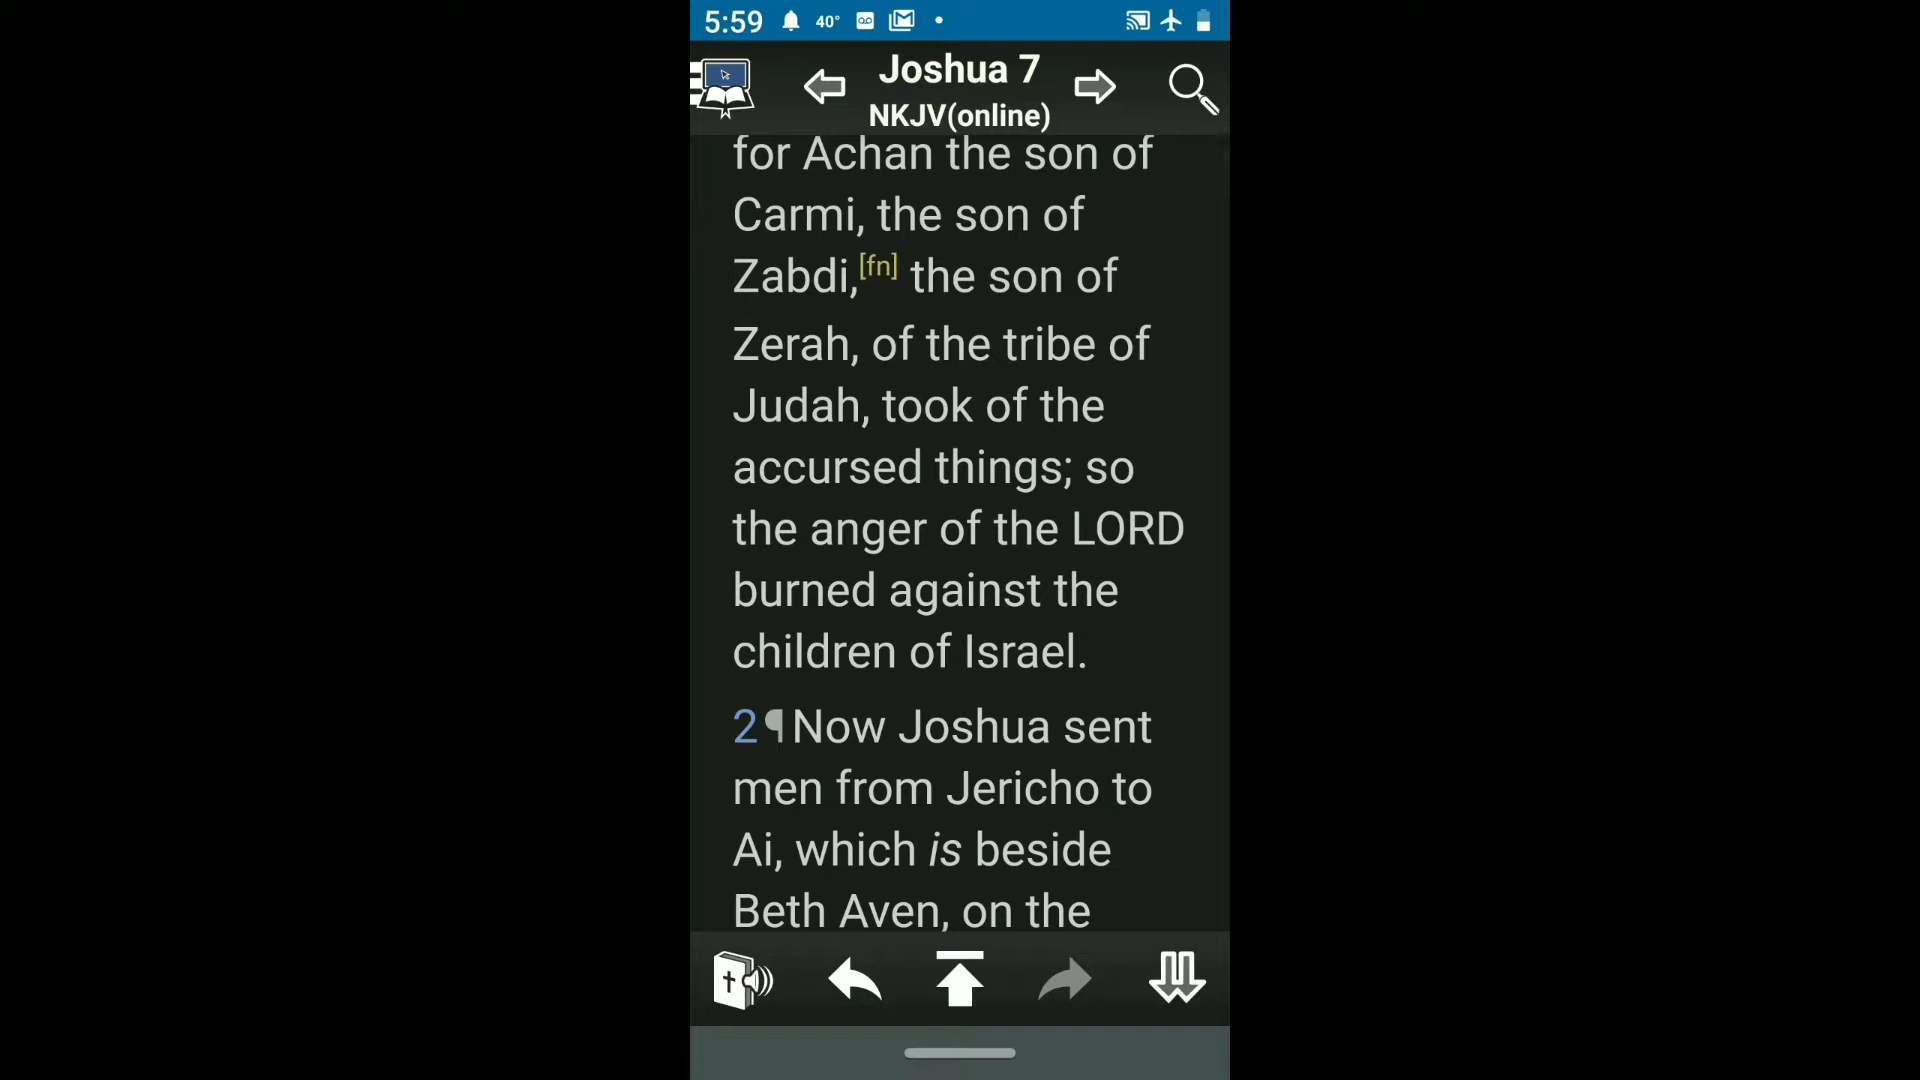 5:59 40°
Joshua 7
NKJV(online)
for Achan the son of
Carmi, the son of
Zabdi,[fn] the son of
Zerah, of the tribe of
Judah, took of the
accursed things; so
the anger of the LORD
burned against the
children of Israel.
2 ¶ Now Joshua sent
men from Jericho to
Ai, which is beside
Beth Aven, on the